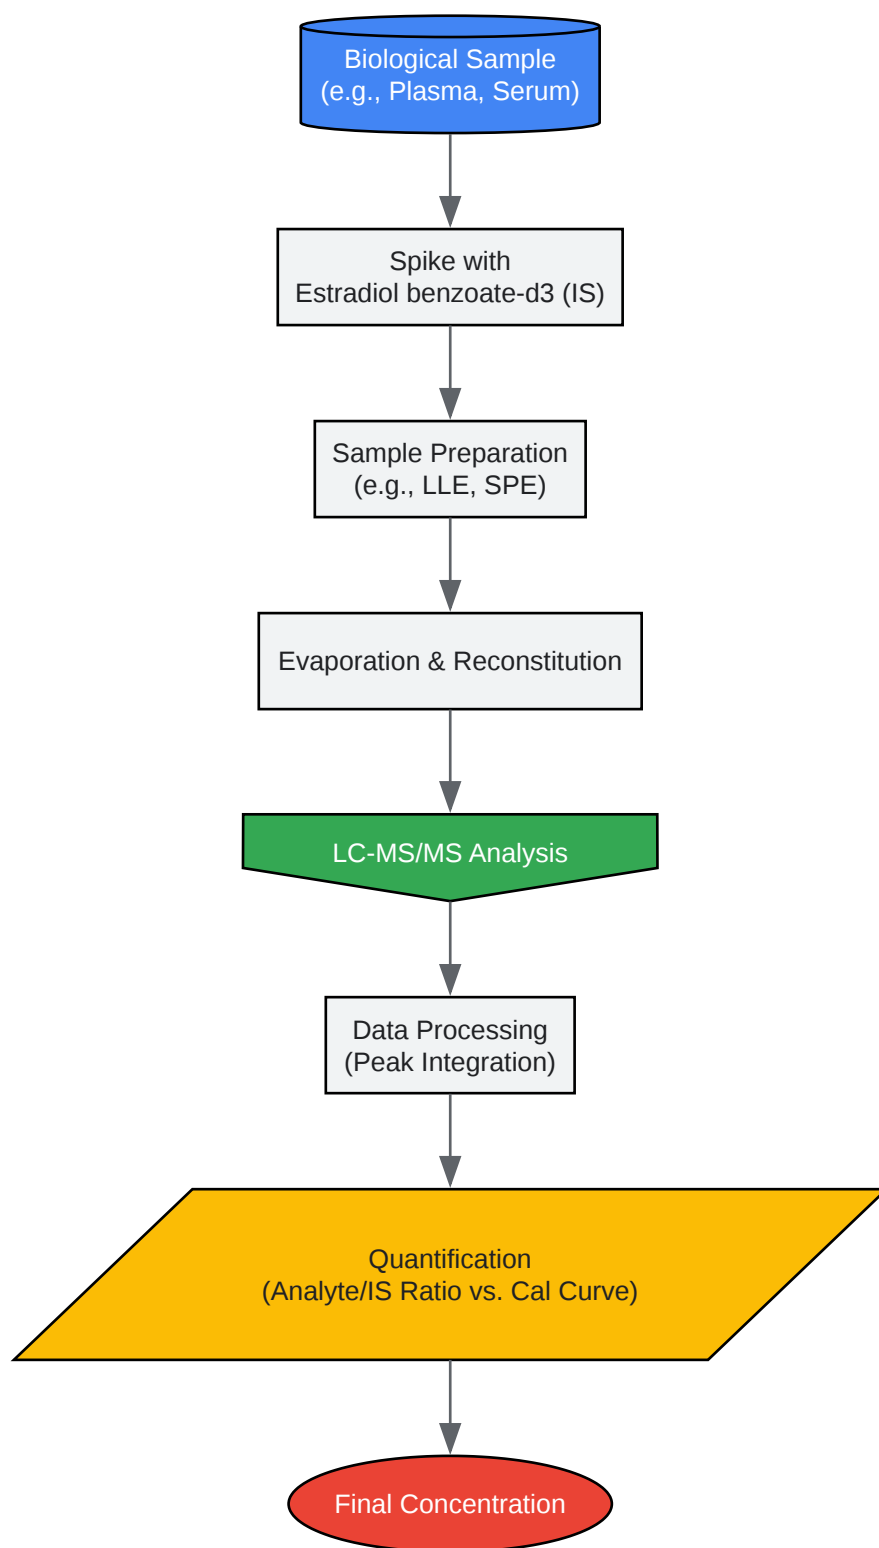 Biological Sample
(e.g., Plasma, Serum)
Spike with
Estradiol benzoate-d3 (IS)
Sample Preparation
(e.g., LLE, SPE)
Evaporation & Reconstitution
LC-MS/MS Analysis
Data Processing
(Peak Integration)
Quantification
(Analyte/IS Ratio vs. Cal Curve)
Final Concentration